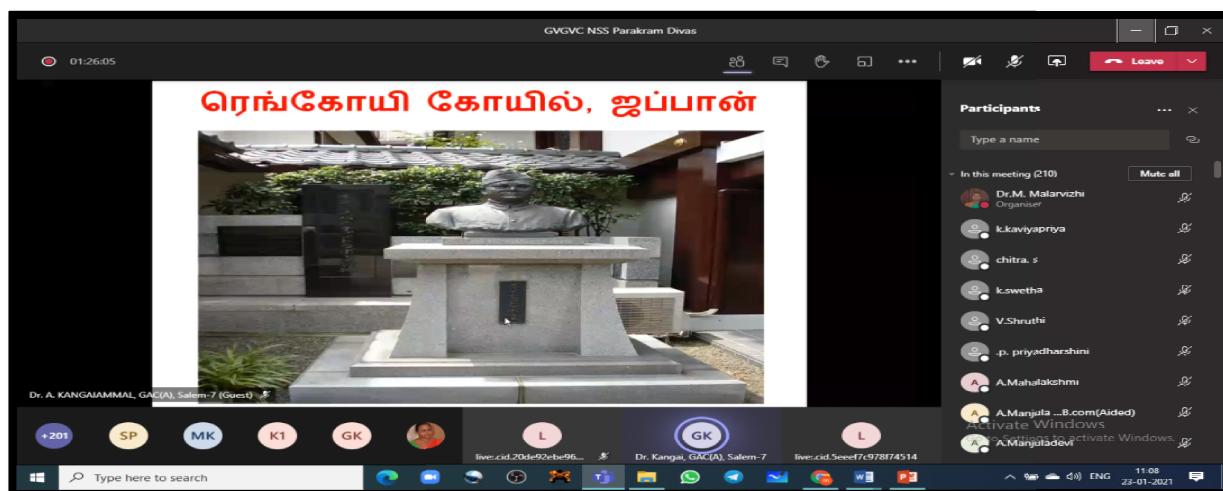 GVGVC NSS Parakram Divas
01:26:05
Leave
ரெங்கோயி கோயில், ஜப்பான்
Dr. A. KANGAIAMMAL, GAC(A), Salem-7 (Guest)
Participants
Type a name
In this meeting (210)
Mute all
Dr.M. Malarvizhi
Organiser
k.kaviyapriya
chitra. s
k.swetha
V.Shruthi
.p. priyadharshini
A A.Mahalakshmi
A A.Manjula ...B.com(Aided)
A A.Manjuladevi
Activate Windows
Go to Settings to activate Windows.
+201 SP MK K1 GK L GK L
live:.cid.20de92ebe96... Dr. Kangai, GAC(A), Salem-7 live:.cid.5eeef7c978f74514
Type here to search
ENG
11:08
23-01-2021